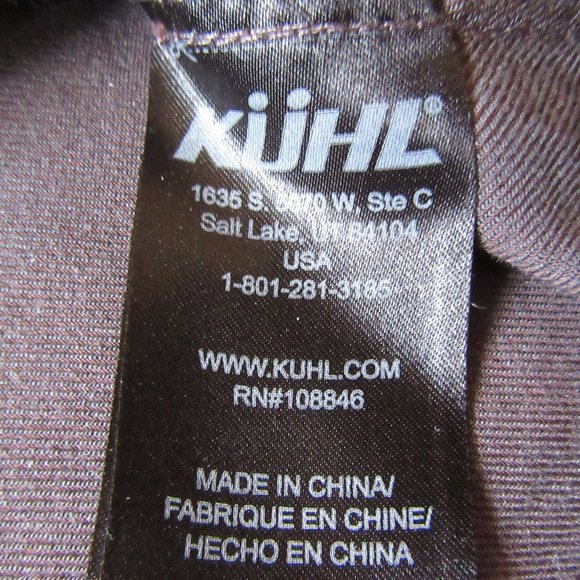 KÜHL®
1635 S. W, Ste C
Salt Lake, 84104
USA
1-801-281-3185
WWW.KUHL.COM
RN#108846
MADE IN CHINA/
FABRIQUE EN CHINE/
HECHO EN CHINA